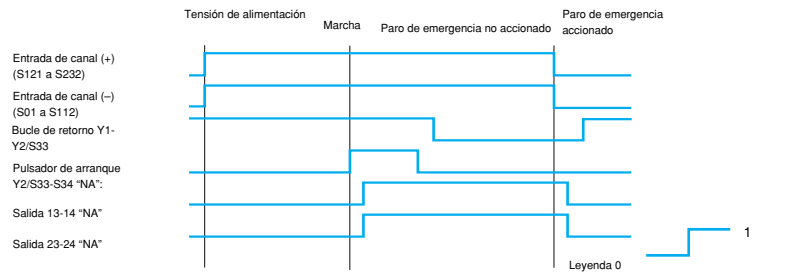 Tensión de alimentación
Marcha
Paro de emergencia no accionado
Paro de emergencia
accionado
Entrada de canal (+)
(S121 a S232)
Entrada de canal (–)
(S01 a S112)
Bucle de retorno Y1-
Y2/S33
Pulsador de arranque
Y2/S33-S34 “NA”:
Salida 13-14 “NA”
Salida 23-24 “NA”
1
Leyenda 0